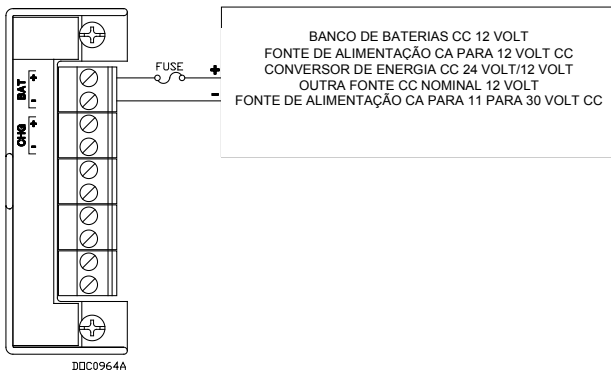 BANCO DE BATERIAS CC 12 VOLT
FONTE DE ALIMENTAÇÃO CA PARA 12 VOLT CC
CONVERSOR DE ENERGIA CC 24 VOLT/12 VOLT
OUTRA FONTE CC NOMINAL 12 VOLT
FONTE DE ALIMENTAÇÃO CA PARA 11 PARA 30 VOLT CC
FUSE
+
-
BAT + -
CHG + -
DOC0964A